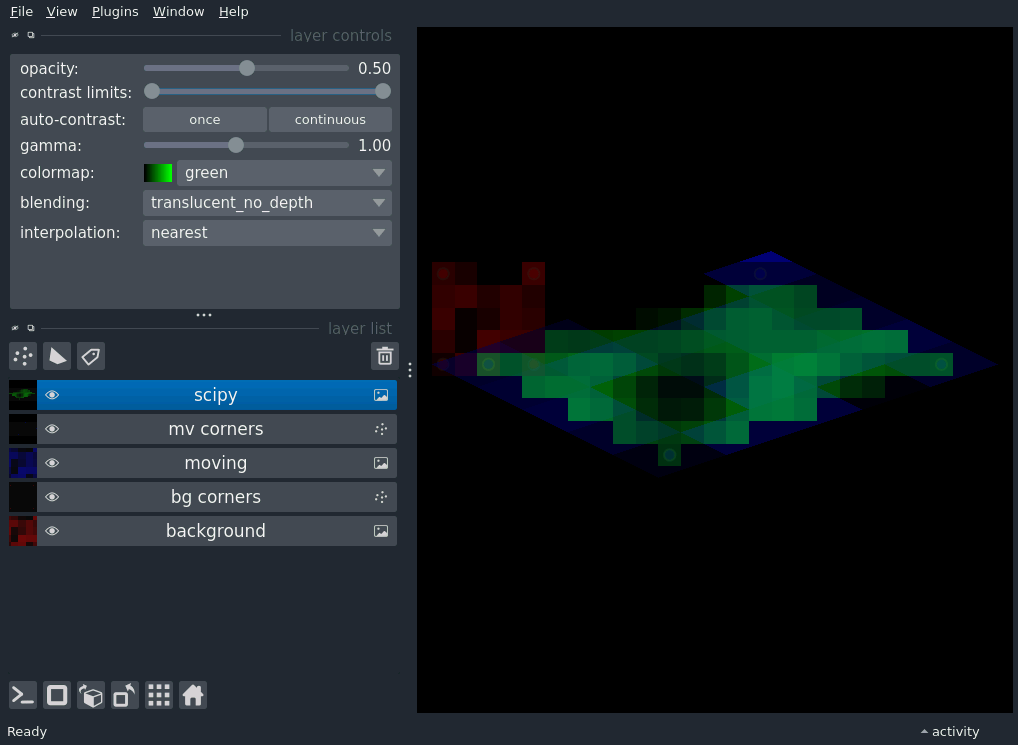 File View Plugins Window Help
layer controls
opacity: 0.50
contrast limits:
auto-contrast: once continuous
gamma: 1.00
colormap: green
blending: translucent_no_depth
interpolation: nearest
layer list
scipy
mv corners
moving
bg corners
background
Ready activity